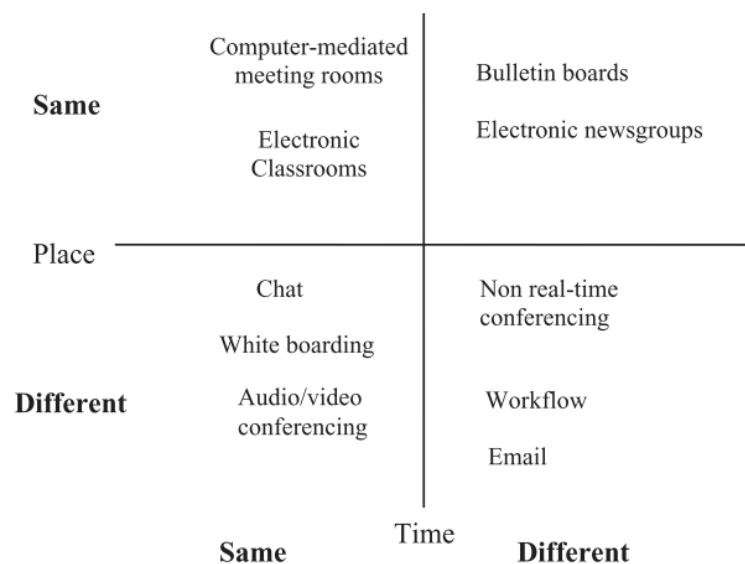 Computer-mediated
meeting rooms
Bulletin boards
Same
Electronic newsgroups
Electronic
Classrooms
Place
Chat
Non real-time
conferencing
White boarding
Different
Audio/video
conferencing
Workflow
Email
Time
Same
Different